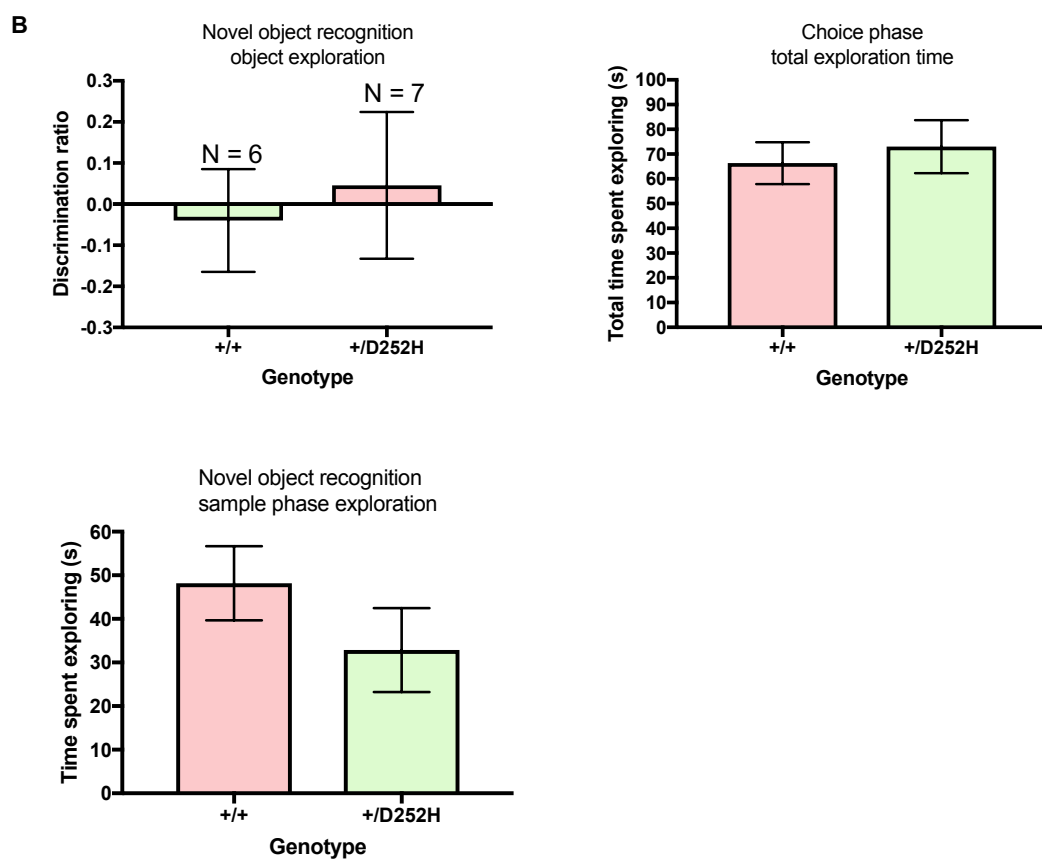 B
Novel object recognition
object exploration
Discrimination ratio
0.3
0.2
0.1
0.0
-0.1
-0.2
-0.3
N = 6
N = 7
+/+
+/D252H
Genotype
Choice phase
total exploration time
Total time spent exploring (s)
100
90
80
70
60
50
40
30
20
10
0
+/+
+/D252H
Genotype
Novel object recognition
sample phase exploration
Time spent exploring (s)
60
50
40
30
20
10
0
+/+
+/D252H
Genotype